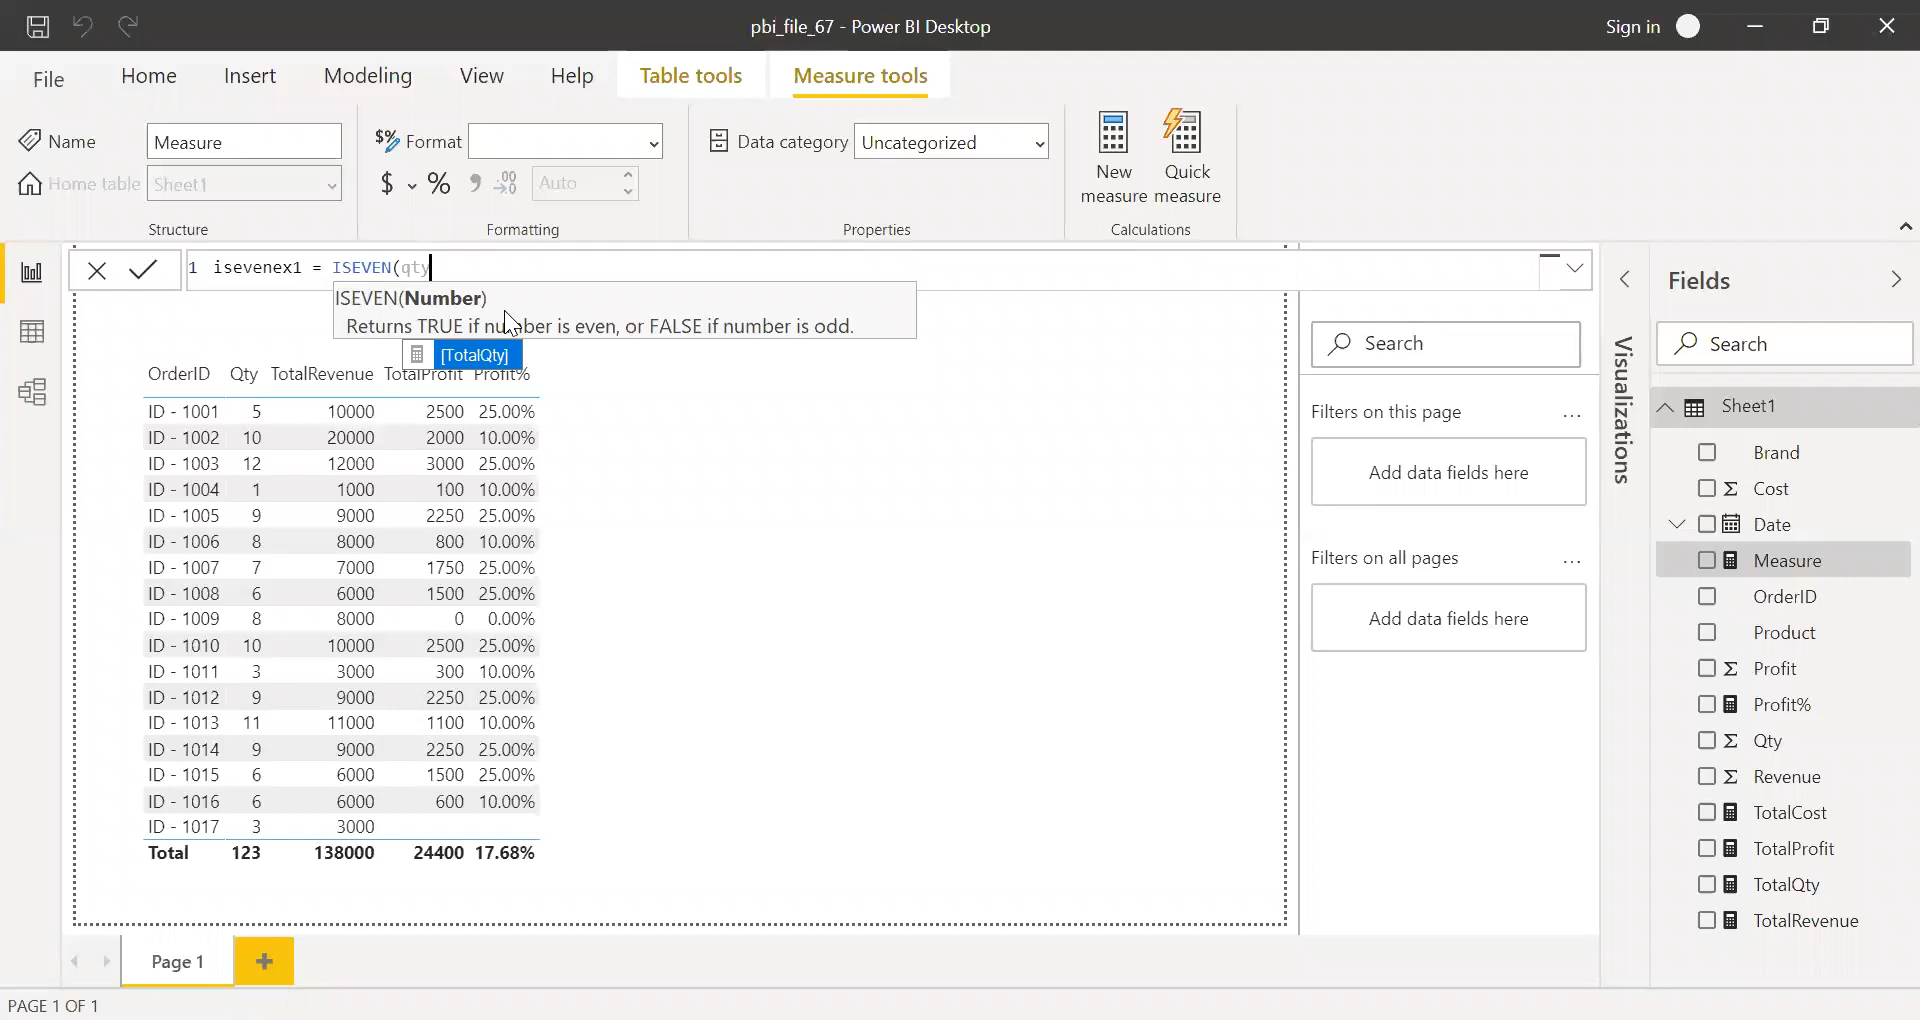 pbi_file_67 - Power BI Desktop
Sign in
File Home Insert Modeling View Help Table tools Measure tools
Name Measure
Home table Sheet1
Structure
$% Format
$ % , .00 →.0 Auto
Formatting
Data category Uncategorized
Properties
New measure
Quick measure
Calculations
1 isevenex1 = ISEVEN(qty
ISEVEN(Number)
Returns TRUE if number is even, or FALSE if number is odd.
[TotalQty]
OrderID Qty TotalRevenue TotalProfit Profit%
ID - 1001 5 10000 2500 25.00%
ID - 1002 10 20000 2000 10.00%
ID - 1003 12 12000 3000 25.00%
ID - 1004 1 1000 100 10.00%
ID - 1005 9 9000 2250 25.00%
ID - 1006 8 8000 800 10.00%
ID - 1007 7 7000 1750 25.00%
ID - 1008 6 6000 1500 25.00%
ID - 1009 8 8000 0 0.00%
ID - 1010 10 10000 2500 25.00%
ID - 1011 3 3000 300 10.00%
ID - 1012 9 9000 2250 25.00%
ID - 1013 11 11000 1100 10.00%
ID - 1014 9 9000 2250 25.00%
ID - 1015 6 6000 1500 25.00%
ID - 1016 6 6000 600 10.00%
ID - 1017 3 3000
Total 123 138000 24400 17.68%
Search
Filters on this page ...
Add data fields here
Filters on all pages ...
Add data fields here
Visualizations
Fields
Search
Sheet1
Brand
Σ Cost
Date
Measure
OrderID
Product
Σ Profit
Profit%
Σ Qty
Σ Revenue
TotalCost
TotalProfit
TotalQty
TotalRevenue
Page 1
PAGE 1 OF 1